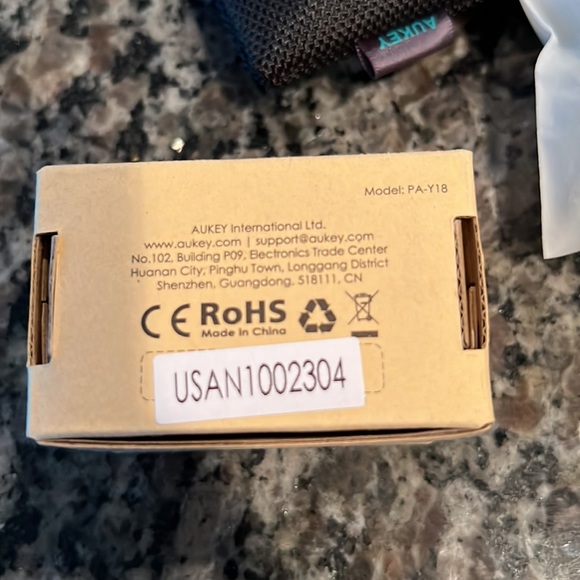 AUKEY
Model: PA-Y18
AUKEY International Ltd.
www.aukey.com | support@aukey.com
No.102, Building P09, Electronics Trade Center
Huanan City, Pinghu Town, Longgang District
Shenzhen, Guangdong, 518111, CN
CE RoHS
Made in China
USAN1002304